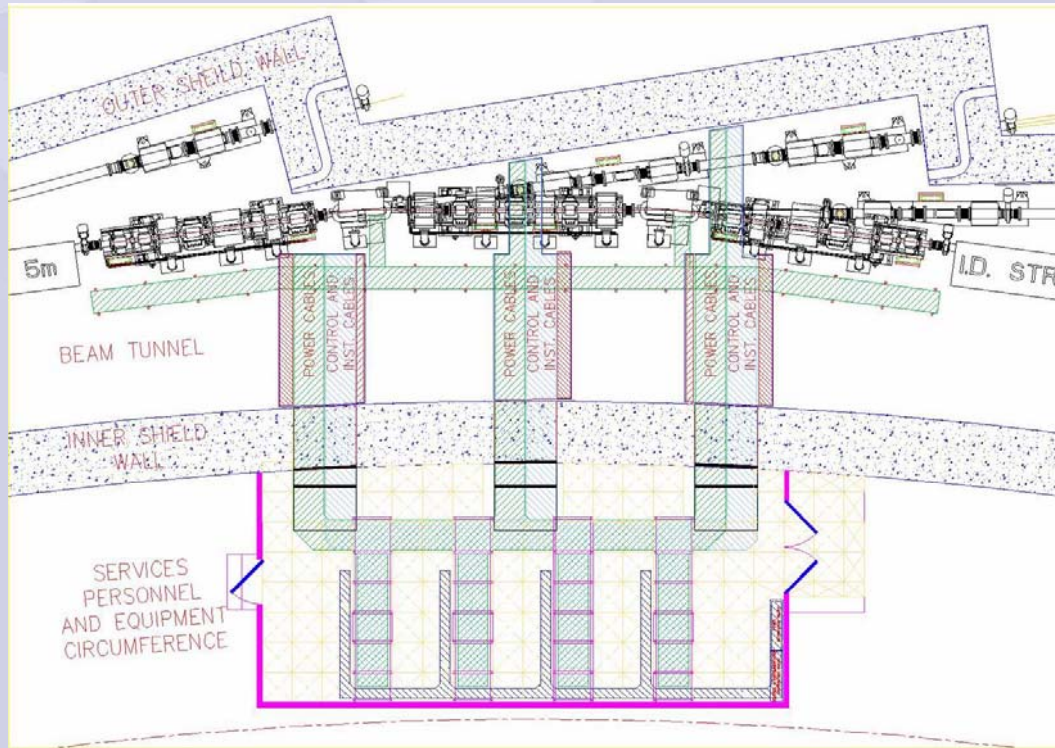 OUTER SHEILD WALL
5m
I.D. STR
POWER CABLES
CONTROL AND
INST. CABLES
POWER CABLES
CONTROL AND
INST. CABLES
POWER CABLES
CONTROL AND
INST. CABLES
BEAM TUNNEL
INNER SHIELD
WALL
SERVICES
PERSONNEL
AND EQUIPMENT
CIRCUMFERENCE